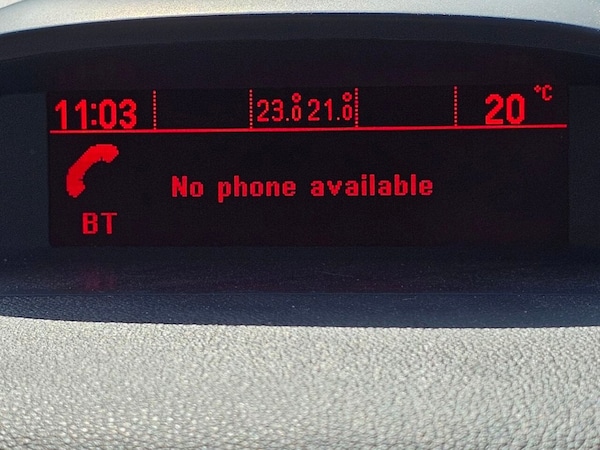 11:03 23.0° 21.0° 20 °C
No phone available
BT